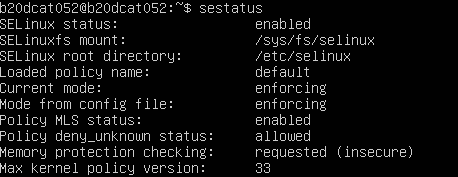 b20dcat052@b20dcat052:~$ sestatus
SELinux status:                 enabled
SELinuxfs mount:                /sys/fs/selinux
SELinux root directory:         /etc/selinux
Loaded policy name:             default
Current mode:                   enforcing
Mode from config file:          enforcing
Policy MLS status:              enabled
Policy deny_unknown status:     allowed
Memory protection checking:     requested (insecure)
Max kernel policy version:      33